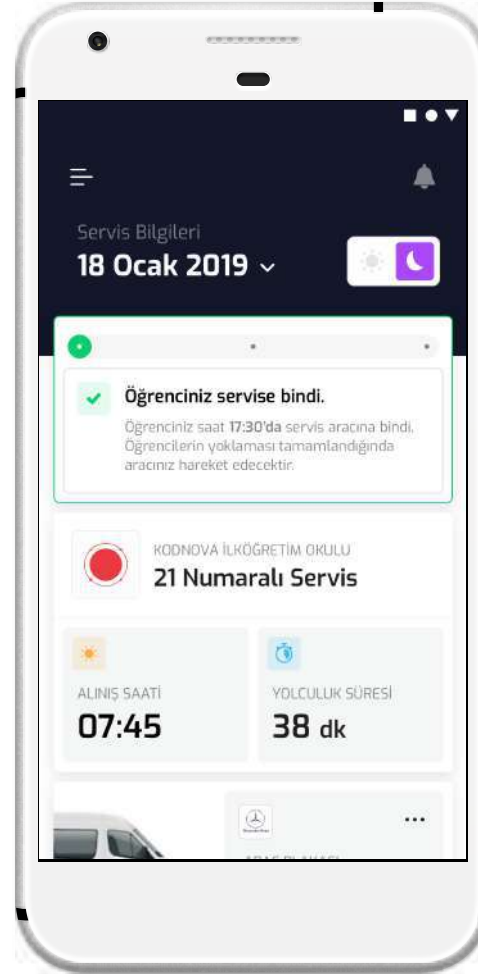 Servis Bilgileri
18 Ocak 2019
Öğrenciniz servise bindi.
Öğrenciniz saat 17:30'da servis aracına bindi.
Öğrencilerin yoklaması tamamlandığında
aracınız hareket edecektir.
KODNOVA İLKÖĞRETİM OKULU
21 Numaralı Servis
ALINIŞ SAATİ
07:45
YOLCULUK SÜRESİ
38 dk